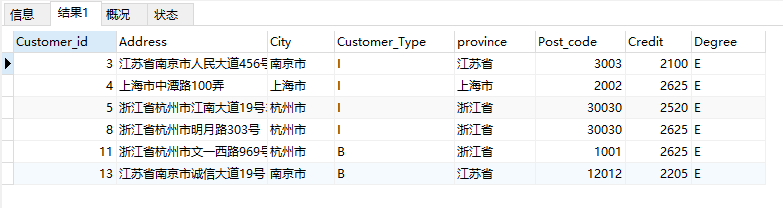 信息 结果1 概况 状态
Customer_id Address City Customer_Type province Post_code Credit Degree
3 江苏省南京市人民大道456号 南京市 I 江苏省 3003 2100 E
4 上海市中潭路100弄 上海市 I 上海市 2002 2625 E
5 浙江省杭州市江南大道19号 杭州市 I 浙江省 30030 2520 E
8 浙江省杭州市明月路303号 杭州市 I 浙江省 30030 2625 E
11 浙江省杭州市文一西路969号 杭州市 B 浙江省 1001 2625 E
13 江苏省南京市诚信大道19号 南京市 B 江苏省 12012 2205 E